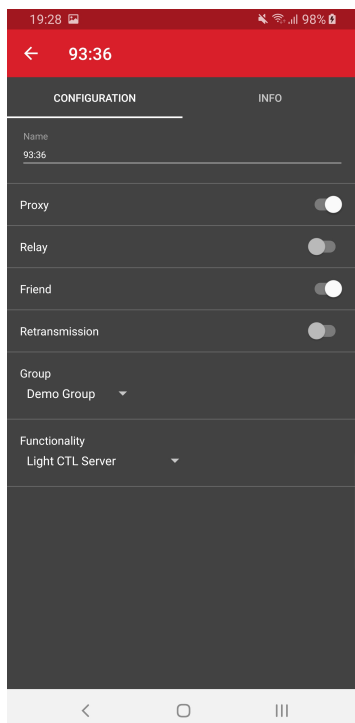 19:28 98%
93:36
CONFIGURATION INFO
Name
93:36
Proxy
Relay
Friend
Retransmission
Group
Demo Group
Functionality
Light CTL Server